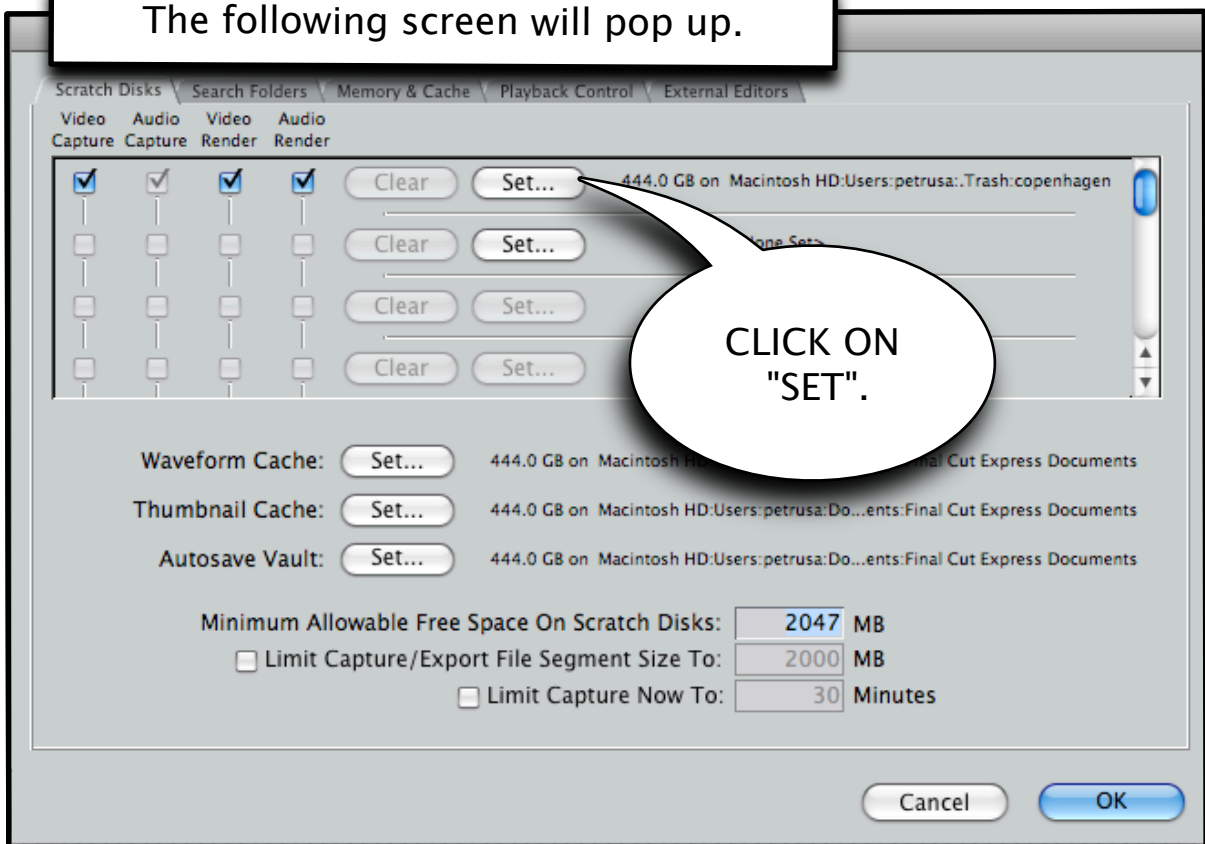 The following screen will pop up.
Scratch Disks Search Folders Memory & Cache Playback Control External Editors
Video Audio Video Audio
Capture Capture Render Render
Clear Set... 444.0 GB on Macintosh HD:Users:petrusa:.Trash:copenhagen
Clear Set... Set>
Clear Set...
Clear Set...
CLICK ON
"SET".
Waveform Cache: Set... 444.0 GB on Macintosh Cut Express Documents
Thumbnail Cache: Set... 444.0 GB on Macintosh HD:Users:petrusa:Do...ents:Final Cut Express Documents
Autosave Vault: Set... 444.0 GB on Macintosh HD:Users:petrusa:Do...ents:Final Cut Express Documents
Minimum Allowable Free Space On Scratch Disks: 2047 MB
Limit Capture/Export File Segment Size To: 2000 MB
Limit Capture Now To: 30 Minutes
Cancel OK